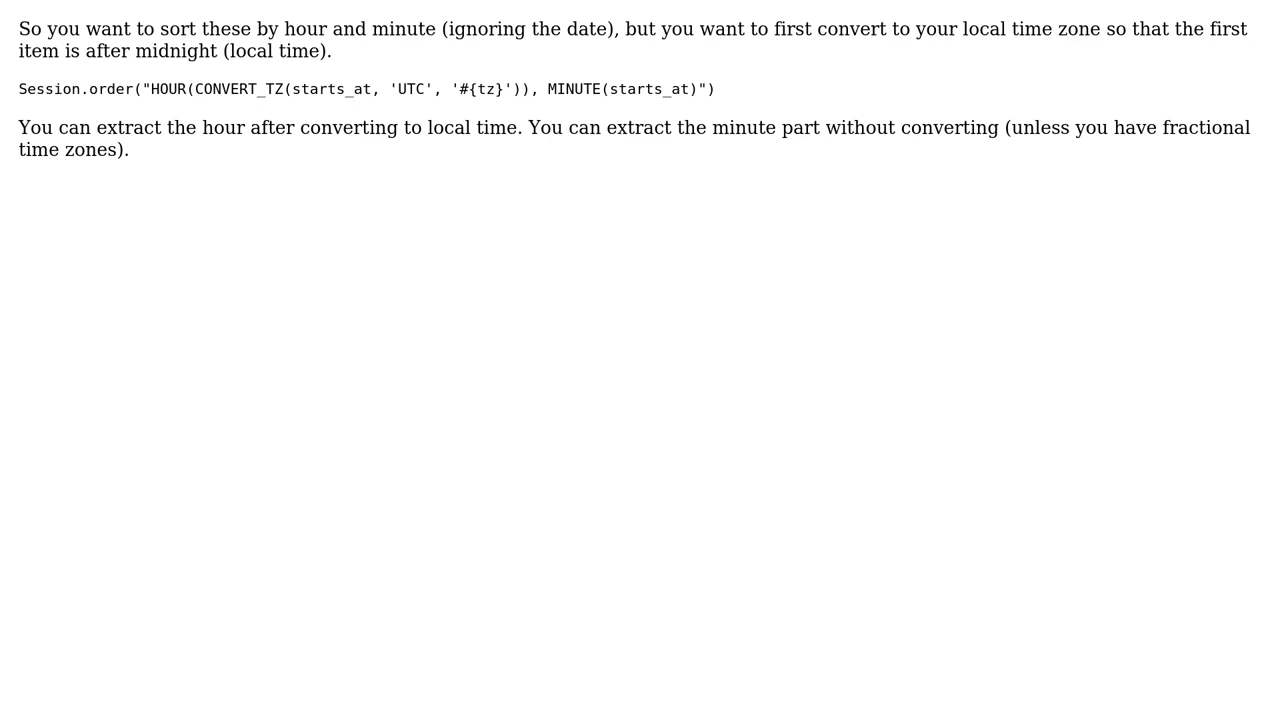 So you want to sort these by hour and minute (ignoring the date), but you want to first convert to your local time zone so that the first
item is after midnight (local time).
Session.order("HOUR(CONVERT_TZ(starts_at, 'UTC', '#{tz}')), MINUTE(starts_at)")
You can extract the hour after converting to local time. You can extract the minute part without converting (unless you have fractional
time zones).